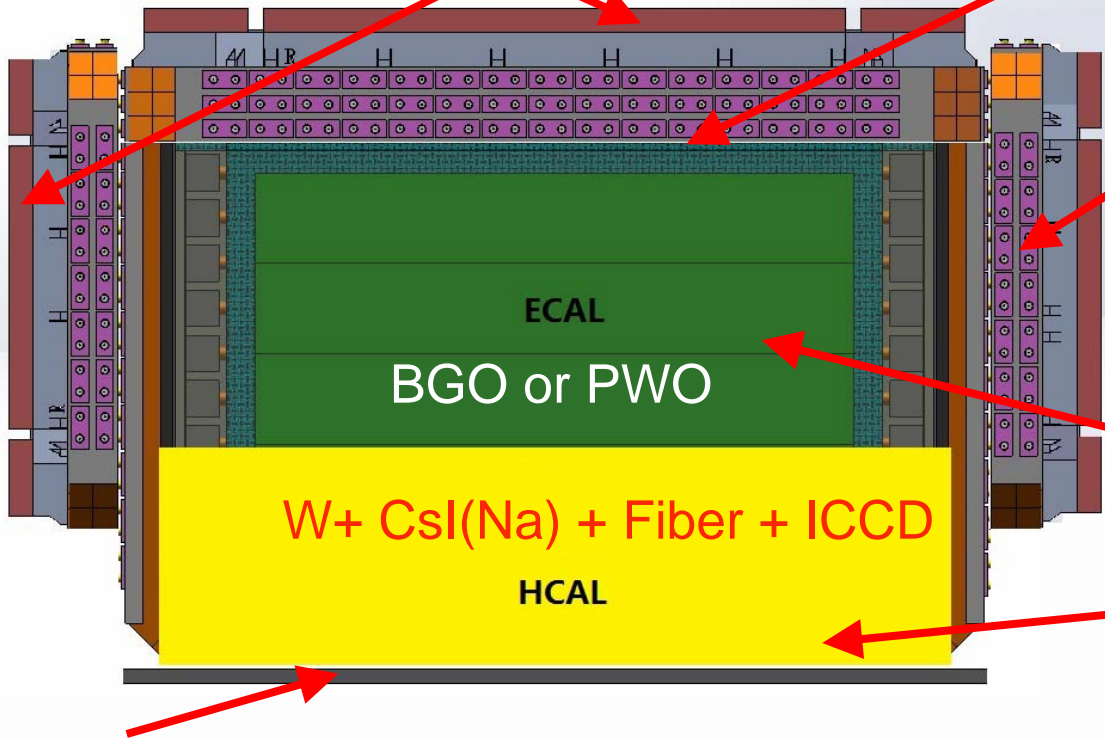 ECAL
BGO or PWO
W+ CsI(Na) + Fiber + ICCD
HCAL